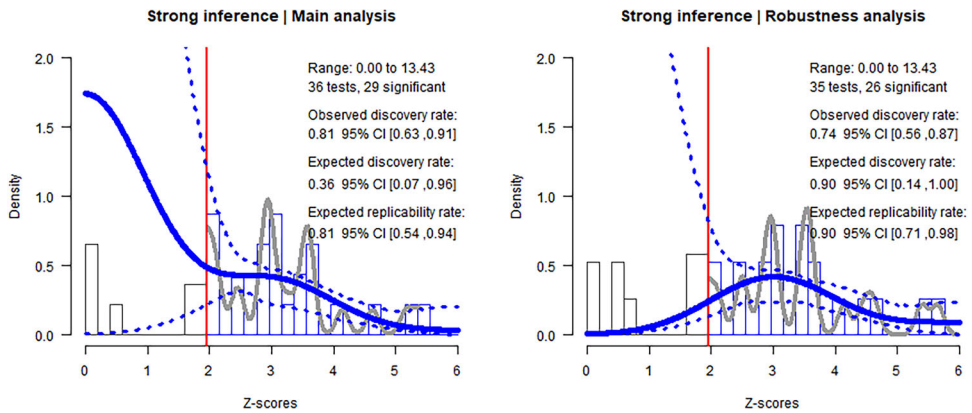 Strong inference | Main analysis
2.0
1.5
1.0
0.5
0.0
Density
Range: 0.00 to 13.43
36 tests, 29 significant
Observed discovery rate:
0.81 95% CI [0.63 ,0.91]
Expected discovery rate:
0.36 95% CI [0.07 ,0.96]
Expected replicability rate:
0.81 95% CI [0.54 ,0.94]
0 1 2 3 4 5 6
Z-scores
Strong inference | Robustness analysis
2.0
1.5
1.0
0.5
0.0
Density
Range: 0.00 to 13.43
35 tests, 26 significant
Observed discovery rate:
0.74 95% CI [0.56 ,0.87]
Expected discovery rate:
0.90 95% CI [0.14 ,1.00]
Expected replicability rate:
0.90 95% CI [0.71 ,0.98]
0 1 2 3 4 5 6
Z-scores